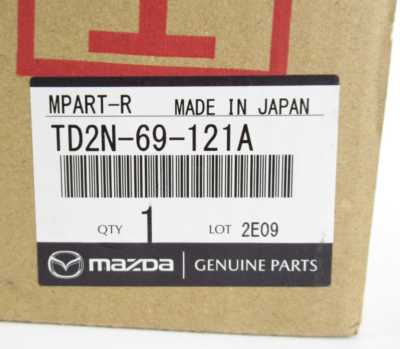 MPART-R MADE IN JAPAN
TD2N-69-121A
QTY 1 LOT 2E09
mazda GENUINE PARTS